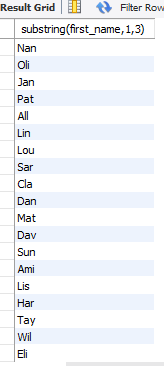 Result Grid Filter Row
substring(first_name,1,3)
Nan
Oli
Jan
Pat
All
Lin
Lou
Sar
Cla
Dan
Mat
Dav
Sun
Ami
Lis
Har
Tay
Wil
Eli